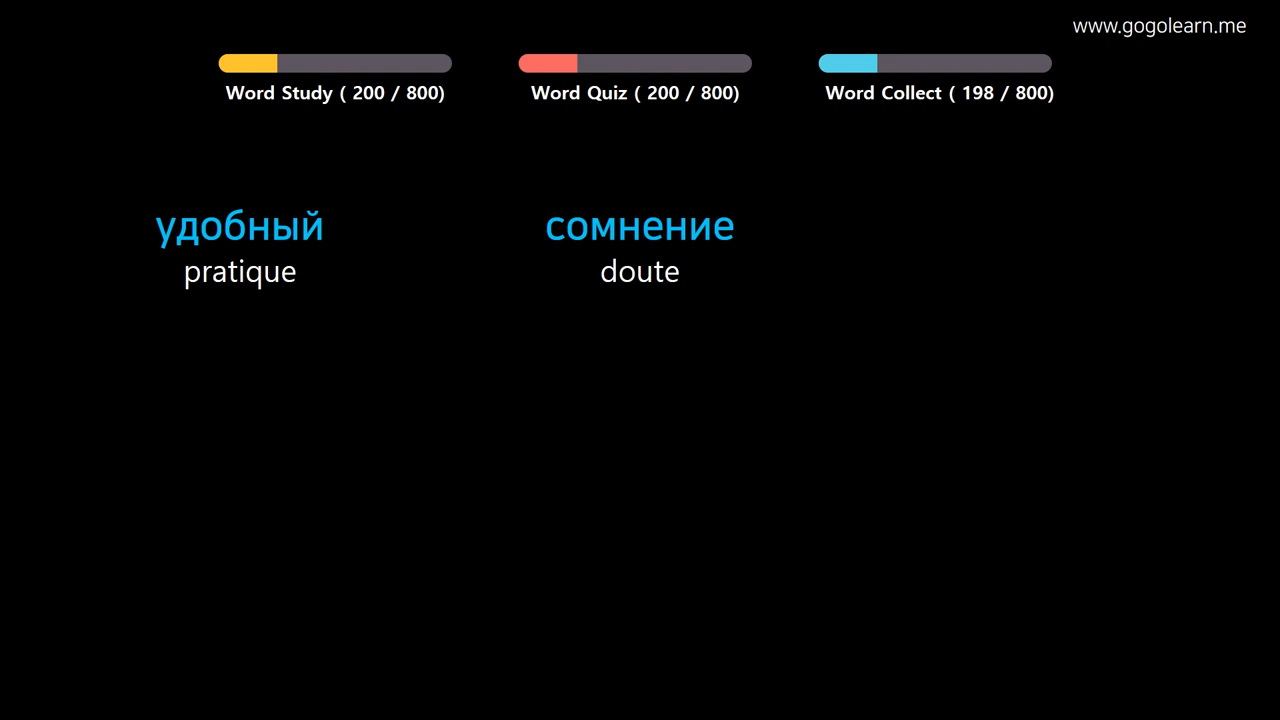 www.gogolearn.me
Word Study ( 200 / 800)
Word Quiz ( 200 / 800)
Word Collect ( 198 / 800)
удобный
pratique
сомнение
doute